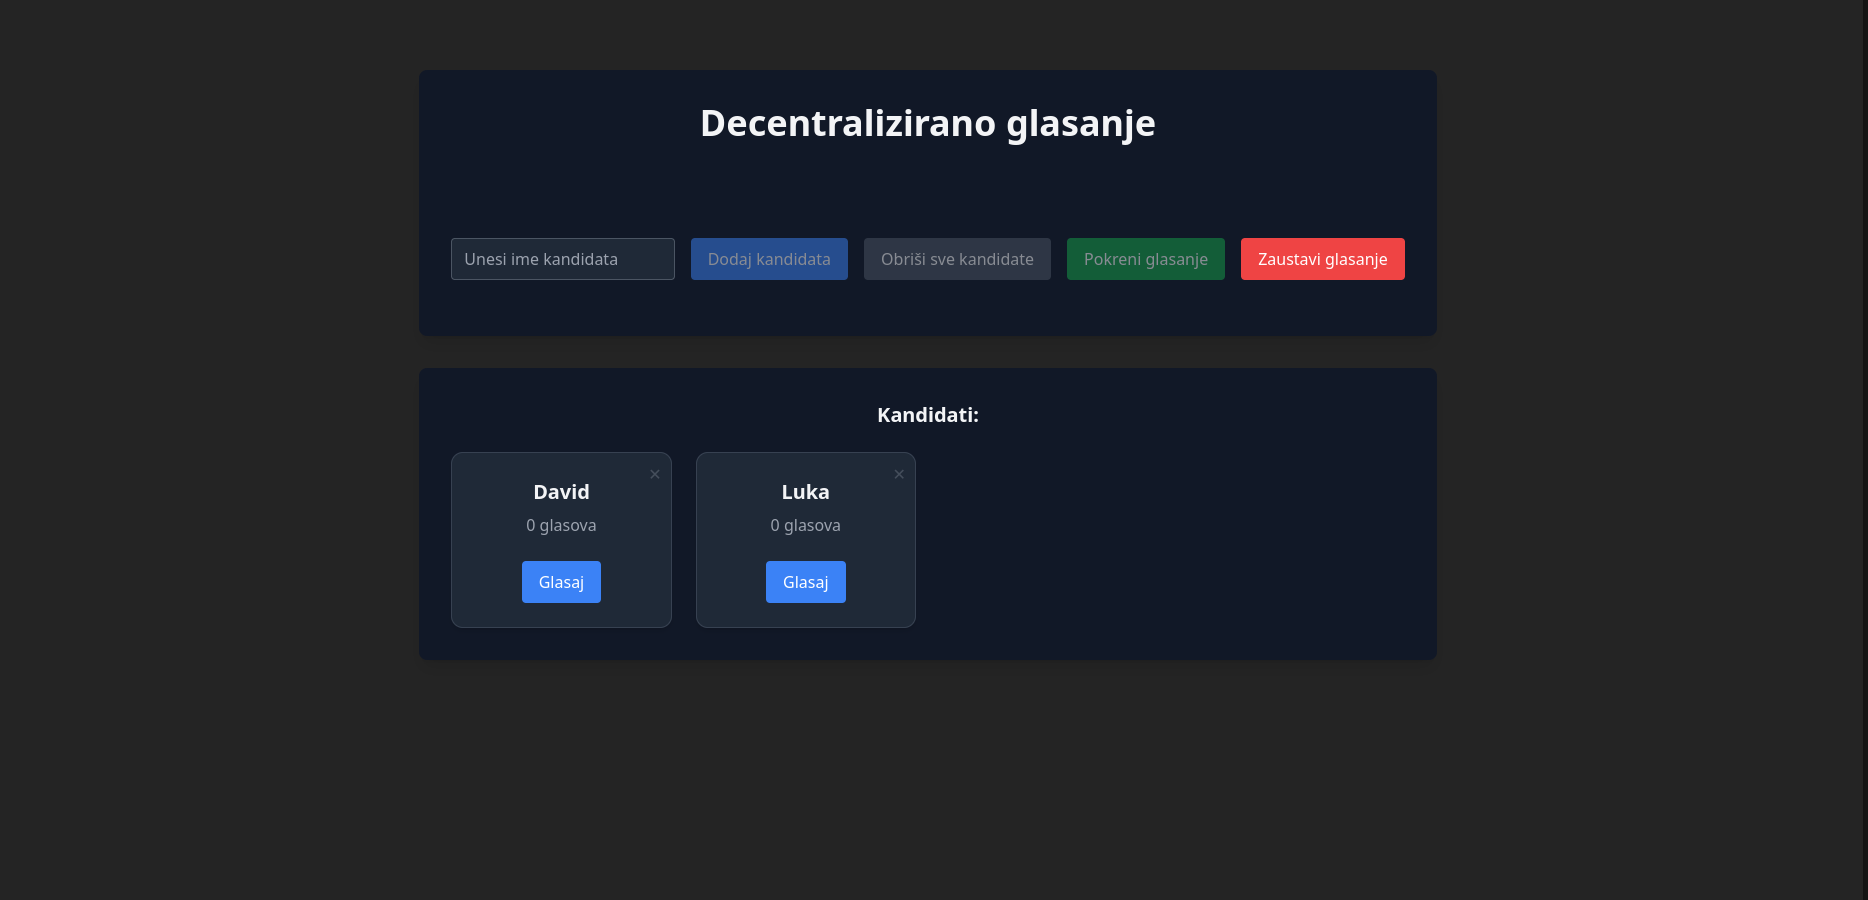 Decentralizirano glasanje
Unesi ime kandidata
Dodaj kandidata
Obriši sve kandidate
Pokreni glasanje
Zaustavi glasanje
Kandidati:
×
David
0 glasova
Glasaj
×
Luka
0 glasova
Glasaj